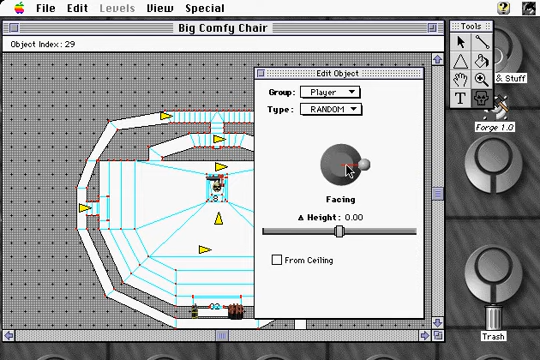 File Edit Levels View Special
Big Comfy Chair
Tools
Object Index: 29
Edit Object
Group: Player
Type: RANDOM
& Stuff
Forge 1.0
Facing
Δ Height: 0.00
From Ceiling
Trash